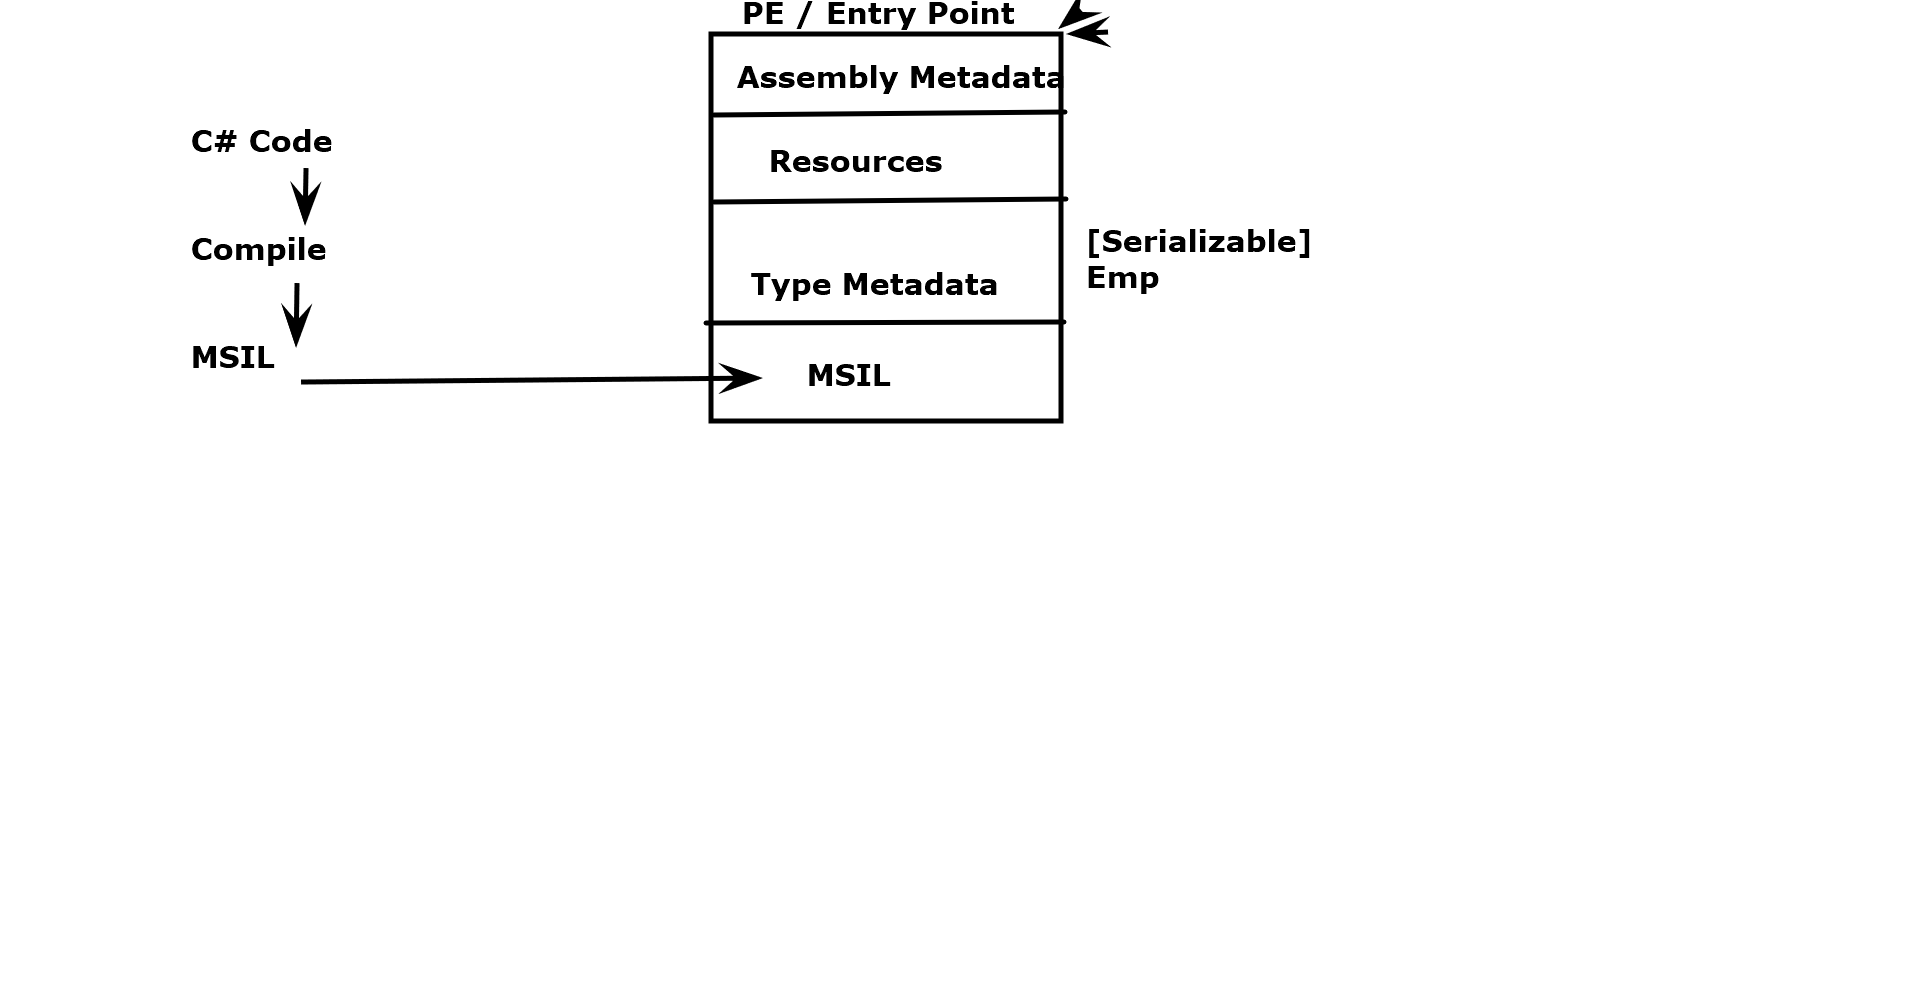 PE / Entry Point
Assembly Metadata
C# Code
Resources
[Serializable]
Compile
Emp
Type Metadata
MSIL
MSIL